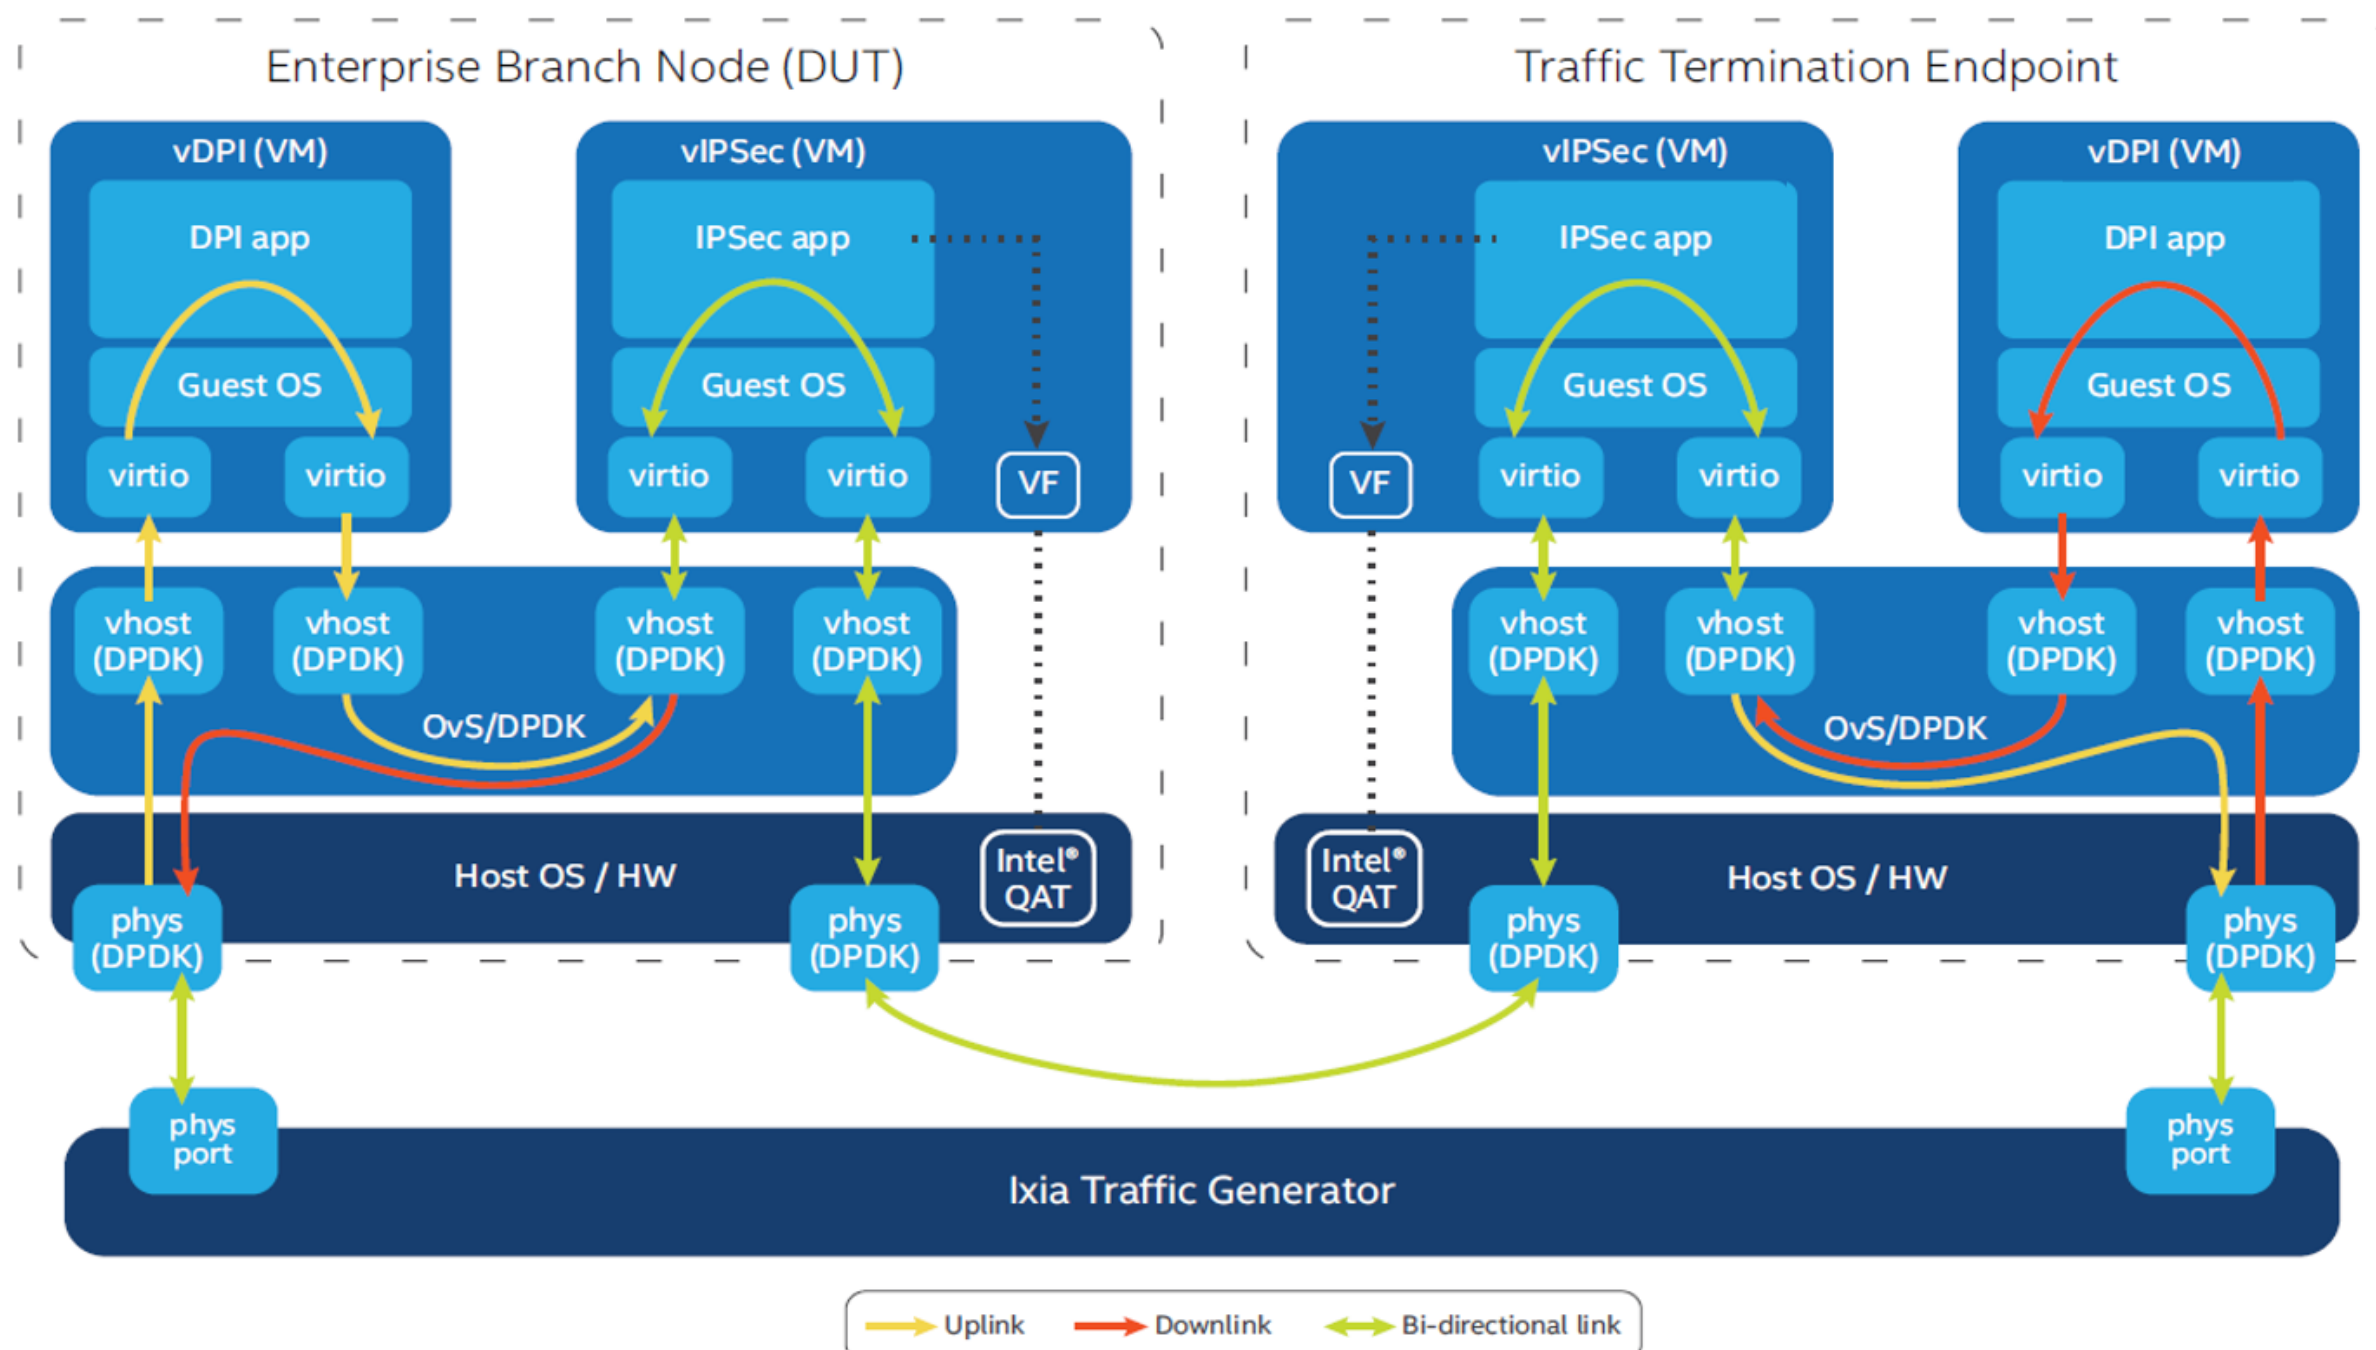 Enterprise Branch Node (DUT)
Traffic Termination Endpoint
vDPI (VM)
vIPSec (VM)
vIPSec (VM)
vDPI (VM)
DPI app
IPSec app
IPSec app
DPI app
Guest OS
Guest OS
Guest OS
Guest OS
virtio
virtio
virtio
virtio
VF
VF
virtio
virtio
virtio
virtio
vhost
(DPDK)
vhost
(DPDK)
vhost
(DPDK)
vhost
(DPDK)
vhost
(DPDK)
vhost
(DPDK)
vhost
(DPDK)
vhost
(DPDK)
OvS/DPDK
OvS/DPDK
Host OS / HW
Intel®
QAT
Intel®
QAT
Host OS / HW
phys
(DPDK)
phys
(DPDK)
phys
(DPDK)
phys
(DPDK)
phys
port
phys
port
Ixia Traffic Generator
Uplink
Downlink
Bi-directional link